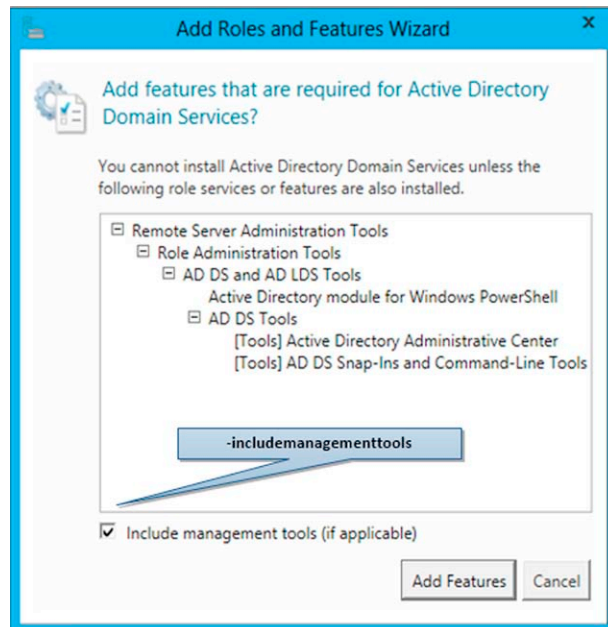 Add Roles and Features Wizard
x
Add features that are required for Active Directory
Domain Services?
You cannot install Active Directory Domain Services unless the
following role services or features are also installed.
Remote Server Administration Tools
Role Administration Tools
AD DS and AD LDS Tools
Active Directory module for Windows PowerShell
AD DS Tools
[Tools] Active Directory Administrative Center
[Tools] AD DS Snap-Ins and Command-Line Tools
-includemanagementtools
Include management tools (if applicable)
Add Features
Cancel